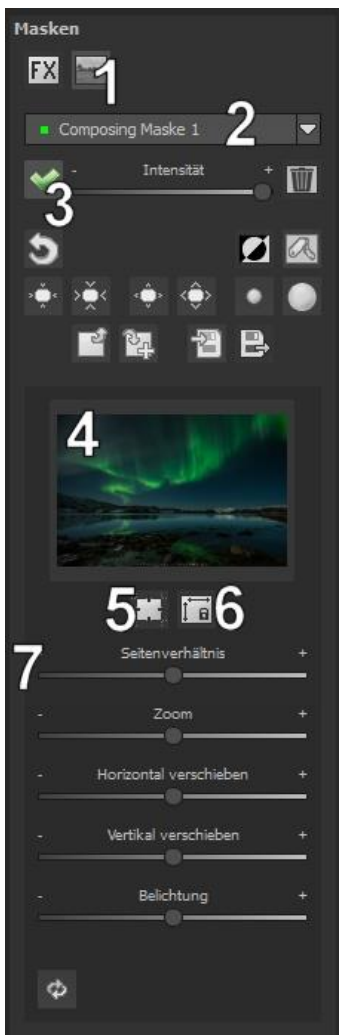 Masken
FX
1
Composing Maske 1
2
- Intensität +
3
4
5
6
7
Seitenverhältnis +
- Zoom +
- Horizontal verschieben +
- Vertikal verschieben +
- Belichtung +